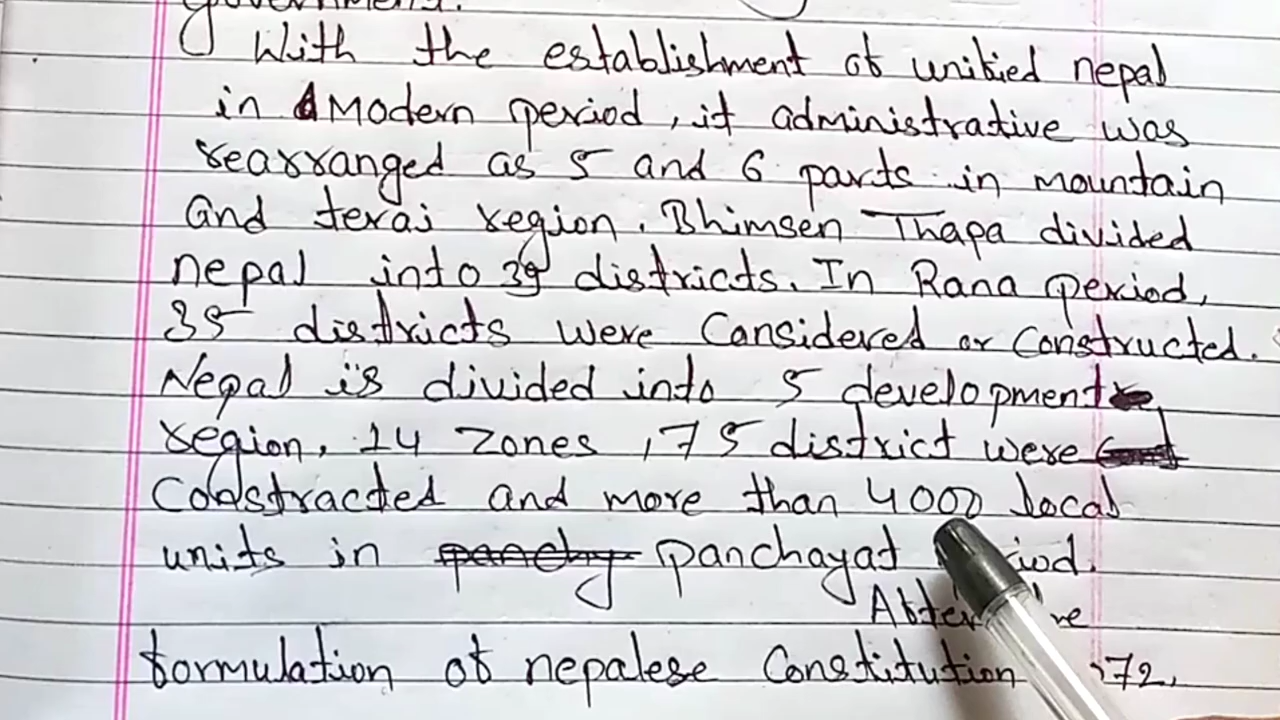 With the establishment of unified nepal
in Modern period, it administrative was
rearranged as 5 and 6 parts in mountain
and terai region. Bhimsen Thapa divided
nepal into 39 districts. In Rana period,
35 districts were Considered or Constructed.
Nepal is divided into 5 development
region, 14 zones, 75 district were
Constracted and more than 4000 local
units in panchy panchayat
After
formulation of nepalese Constitution